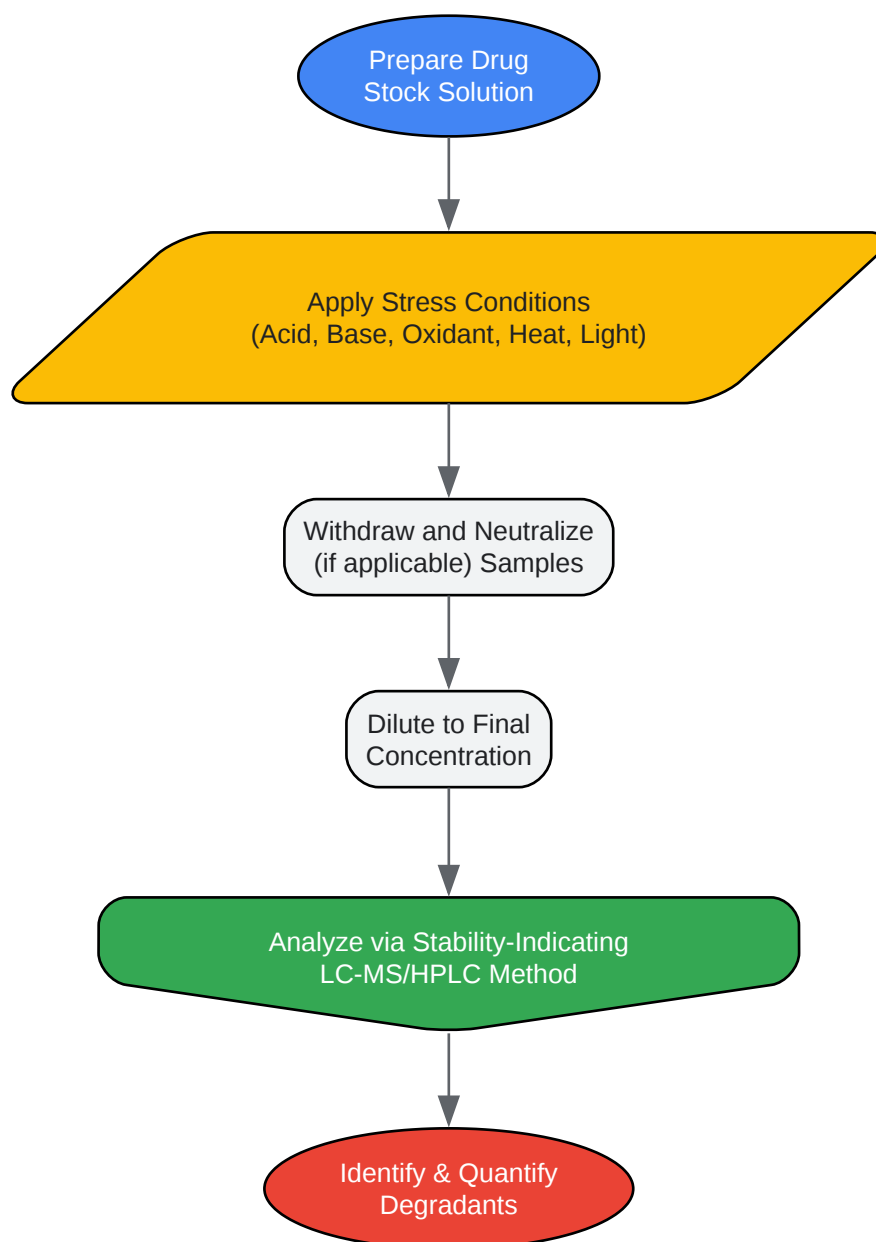 Prepare Drug
Stock Solution
Apply Stress Conditions
(Acid, Base, Oxidant, Heat, Light)
Withdraw and Neutralize
(if applicable) Samples
Dilute to Final
Concentration
Analyze via Stability-Indicating
LC-MS/HPLC Method
Identify & Quantify
Degradants